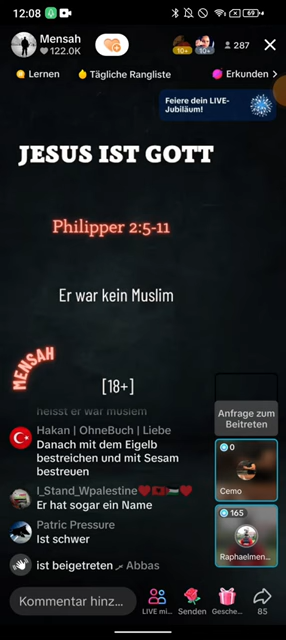 12:08
69
Mensah
122.0K
10+
10+
287
Lernen
Tägliche Rangliste
Erkunden
Feiere dein LIVE-
Jubiläum!
JESUS IST GOTT
Philipper 2:5-11
Er war kein Muslim
MENSAH
[18+]
heisst er war muslem
Hakan | OhneBuch | Liebe
Danach mit dem Eigelb
bestreichen und mit Sesam
bestreuen
I_Stand_Wpalestine
Er hat sogar ein Name
Patric Pressure
Ist schwer
ist beigetreten
Abbas
Anfrage zum
Beitreten
0
Cemo
165
Raphaelmen...
Kommentar hinz...
LIVE mi...
Senden
Gesche...
85